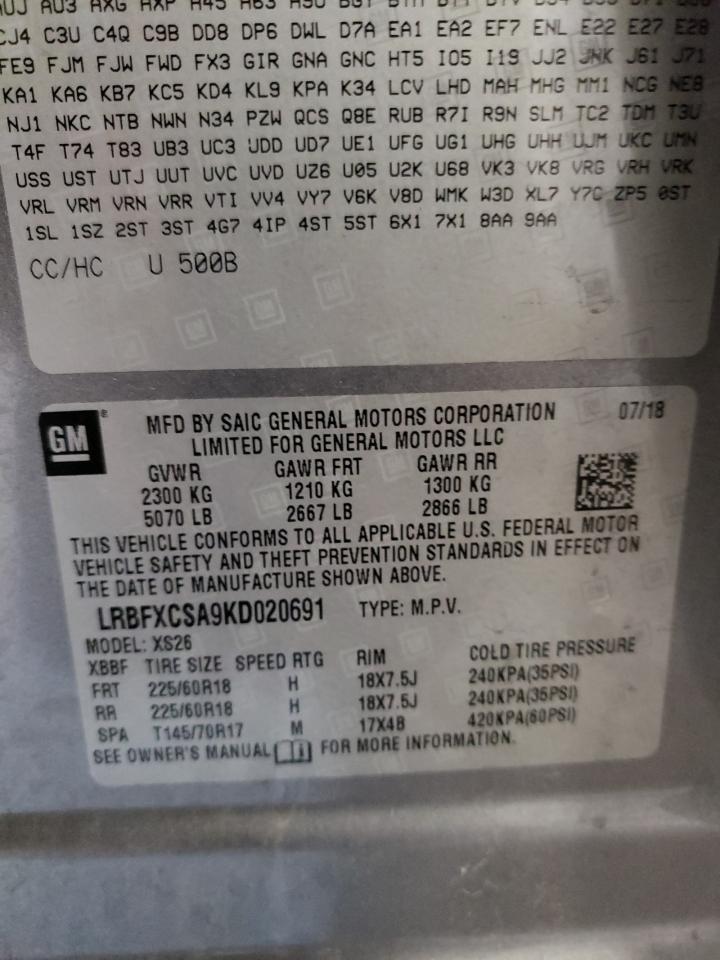 AU3 AXG AXP A45 A63
CJ4 C3U C4Q C9B DD8 DP6 DWL D7A EA1 EA2 EF7 ENL E22 E27 E28
FE9 FJM FJW FWD FX3 GIR GNA GNC HT5 IO5 I19 JJ2 JNK J61 J71
KA1 KA6 KB7 KC5 KD4 KL9 KPA K34 LCV LHD MAH MHG MM1 NCG NE8
NJ1 NKC NTB NWN N34 PZW QCS Q8E RUB R7I R9N SLM TC2 TDM T3U
T4F T74 T83 UB3 UC3 UDD UD7 UE1 UFG UG1 UHG UHH UJM UKC UMN
USS UST UTJ UUT UVC UVD UZ6 U05 U2K U68 VK3 VK8 VRG VRH VRK
VRL VRM VRN VRR VTI VV4 VY7 V6K V8D WMK W3D XL7 Y7C ZP5 0ST
1SL 1SZ 2ST 3ST 4G7 4IP 4ST 5ST 6X1 7X1 8AA 9AA
CC/HC U 500B
GM ®
MFD BY SAIC GENERAL MOTORS CORPORATION 07/18
LIMITED FOR GENERAL MOTORS LLC
GVWR GAWR FRT GAWR RR
2300 KG 1210 KG 1300 KG
5070 LB 2667 LB 2866 LB
THIS VEHICLE CONFORMS TO ALL APPLICABLE U.S. FEDERAL MOTOR
VEHICLE SAFETY AND THEFT PREVENTION STANDARDS IN EFFECT ON
THE DATE OF MANUFACTURE SHOWN ABOVE.
LRBFXCSA9KD020691 TYPE: M.P.V.
MODEL: XS26
XBBF TIRE SIZE SPEED RTG RIM COLD TIRE PRESSURE
FRT 225/60R18 H 18X7.5J 240KPA(35PSI)
RR 225/60R18 H 18X7.5J 240KPA(35PSI)
SPA T145/70R17 M 17X4B 420KPA(60PSI)
SEE OWNER'S MANUAL FOR MORE INFORMATION.